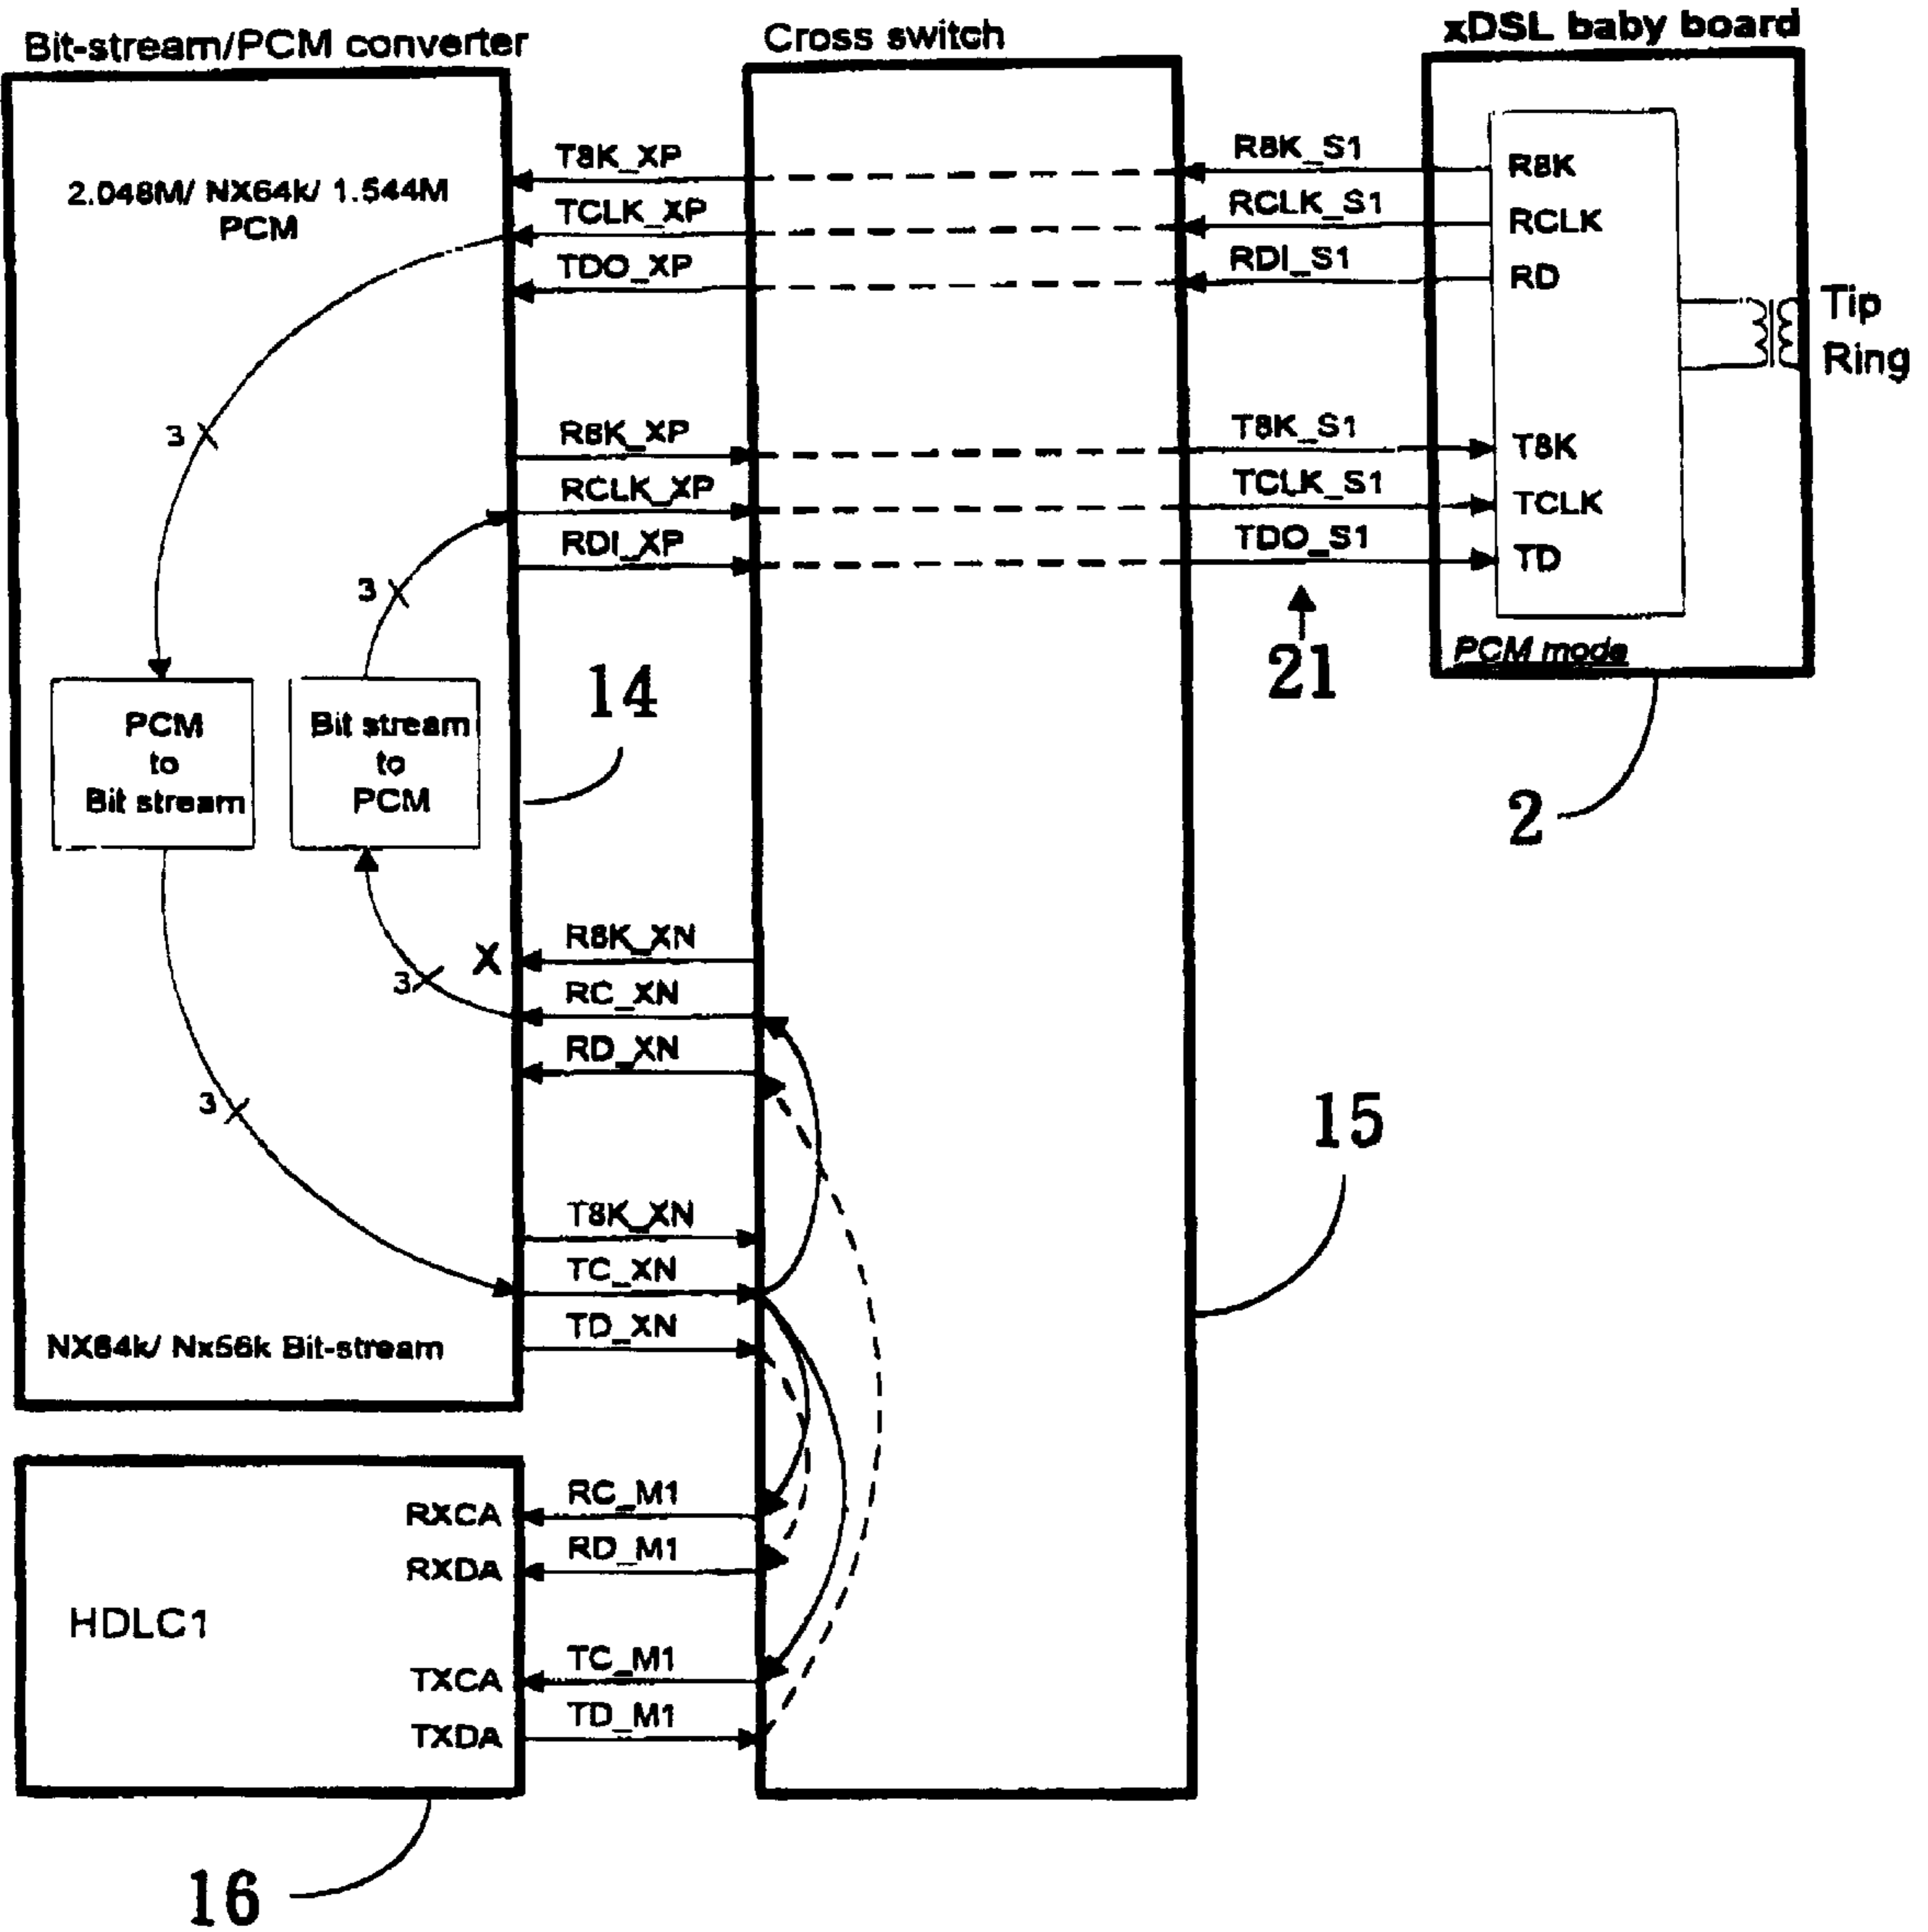 Bit-stream/PCM converter
Cross switch
xDSL baby board
2.048M/ NX64k/ 1.544M
PCM
T8K_XP
TCLK_XP
TDO_XP
R8K_S1
RCLK_S1
RDI_S1
R8K
RCLK
RD
Tip
Ring
3
R8K_XP
RCLK_XP
RDI_XP
T8K_S1
TCLK_S1
TDO_S1
T8K
TCLK
TD
3
21
PCM mode
14
2
PCM
to
Bit stream
Bit stream
to
PCM
X
3
R8K_XN
RC_XN
RD_XN
3
15
T8K_XN
TC_XN
TD_XN
NX64k/ Nx56k Bit-stream
RXCA
RXDA
RC_M1
RD_M1
HDLC1
TXCA
TXDA
TC_M1
TD_M1
16